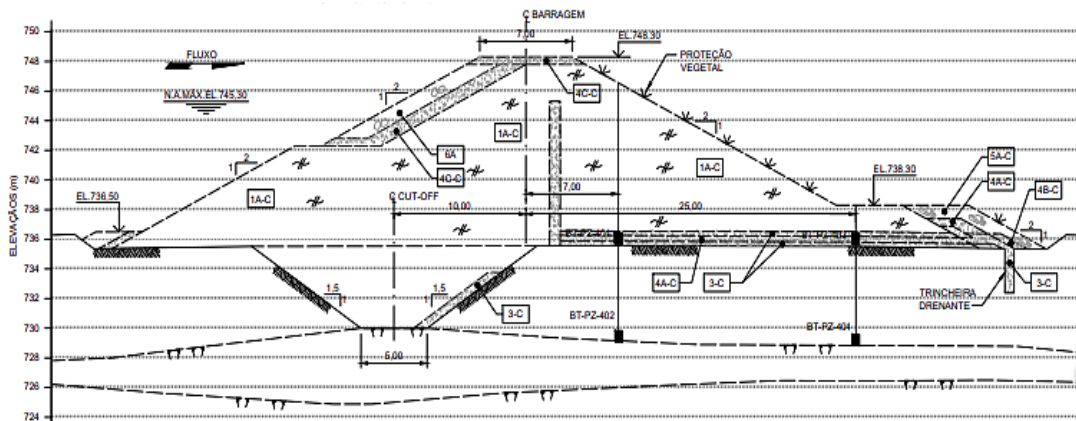 C BARRAGEM
7,00
EL.748.30
FLUXO
PROTEÇÃO
VEGETAL
N.A.MÁX.EL.745,30
ELEVAÇÕES (m)
750
748
746
744
742
740
738
736
734
732
730
728
726
724
2
1
4C-C
1A-C
6A
4C-C
2
1
1A-C
2
1
1A-C
5A-C
4A-C
4B-C
EL.738.30
7,00
EL.736,50
C CUT-OFF
10,00
25,00
2
1
1,5
1
1,5
1
3-C
4A-C
3-C
3-C
TRINCHEIRA
DRENANTE
BT-PZ-402
BT-PZ-404
5,00